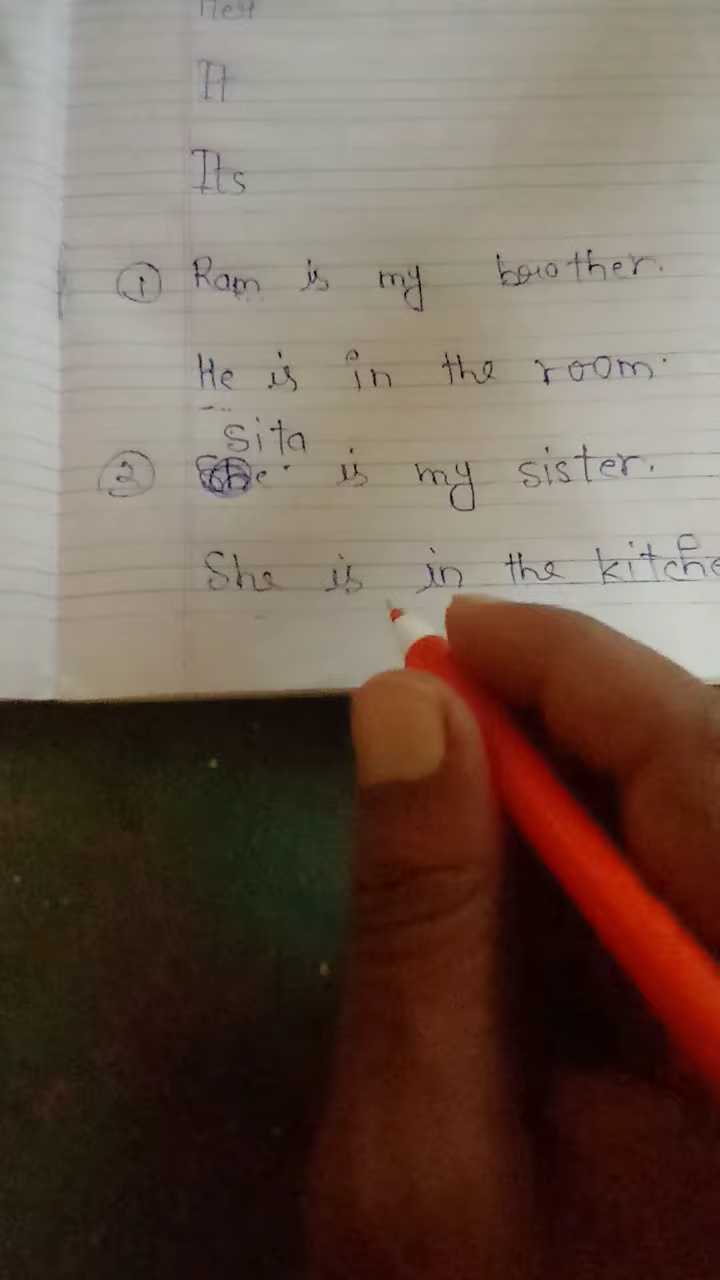 It
Its
① Ram is my brother.
He is in the room.
Sita
② is my sister.
She is in the kitche